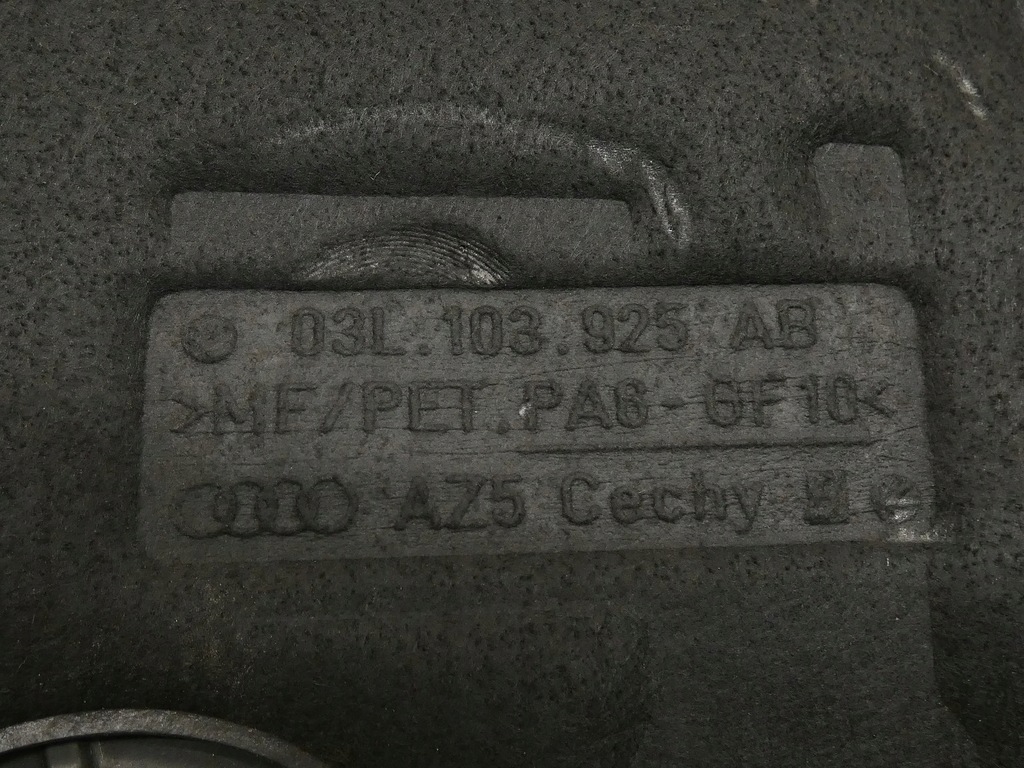 03L.103.925 AB
>MF/PET.PA6-GF10<
AZ5 Cechy